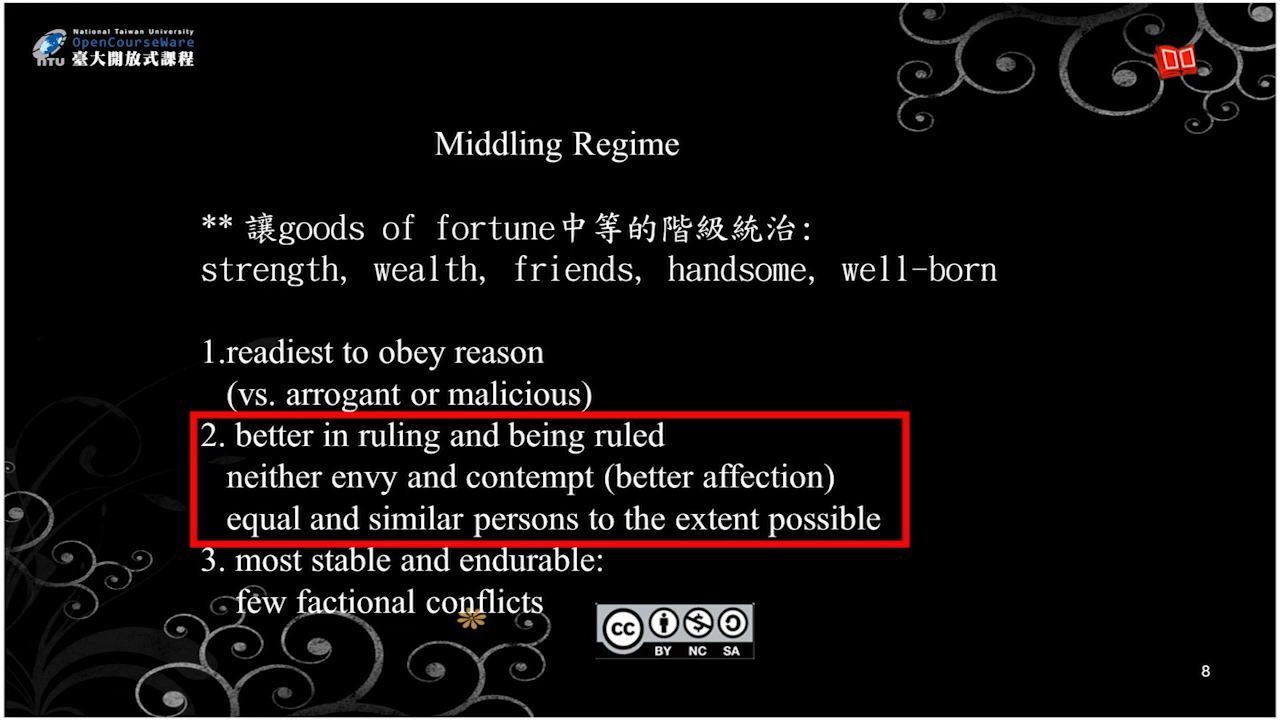 National Taiwan University
OpenCourseWare
NTU 臺大開放式課程
Middling Regime
** 讓goods of fortune中等的階級統治:
strength, wealth, friends, handsome, well-born
1.readiest to obey reason
(vs. arrogant or malicious)
2. better in ruling and being ruled
neither envy and contempt (better affection)
equal and similar persons to the extent possible
3. most stable and endurable:
few factional conflicts
cc
BY NC SA
8